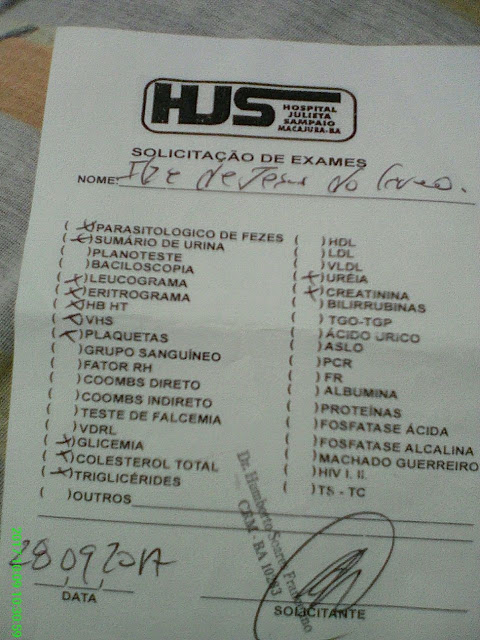 HJS HOSPITAL
JULIETA
SAMPAIO
MACAJUBA-BA
SOLICITAÇÃO DE EXAMES
NOME: de Jesus do
(x) PARASITOLOGICO DE FEZES
(x) SUMÁRIO DE URINA
( ) PLANOTESTE
( ) BACILOSCOPIA
(x) LEUCOGRAMA
(x) ERITROGRAMA
(x) HB HT
(x) VHS
(x) PLAQUETAS
( ) GRUPO SANGUÍNEO
( ) FATOR RH
( ) COOMBS DIRETO
( ) COOMBS INDIRETO
( ) TESTE DE FALCEMIA
( ) VDRL
(x) GLICEMIA
(x) COLESTEROL TOTAL
(x) TRIGLICÉRIDES
( ) OUTROS
( ) HDL
( ) LDL
( ) VLDL
(x) URÉIA
(x) CREATININA
( ) BILIRRUBINAS
( ) TGO-TGP
( ) ÁCIDO ÚRICO
( ) ASLO
( ) PCR
( ) FR
( ) ALBUMINA
( ) PROTEÍNAS
( ) FOSFATASE ÁCIDA
( ) FOSFATASE ALCALINA
( ) MACHADO GUERREIRO
( ) HIV I. II.
( ) TS - TC
Dr. Humberto Soares
CRM - BA
28 09 2017
DATA
SOLICITANTE